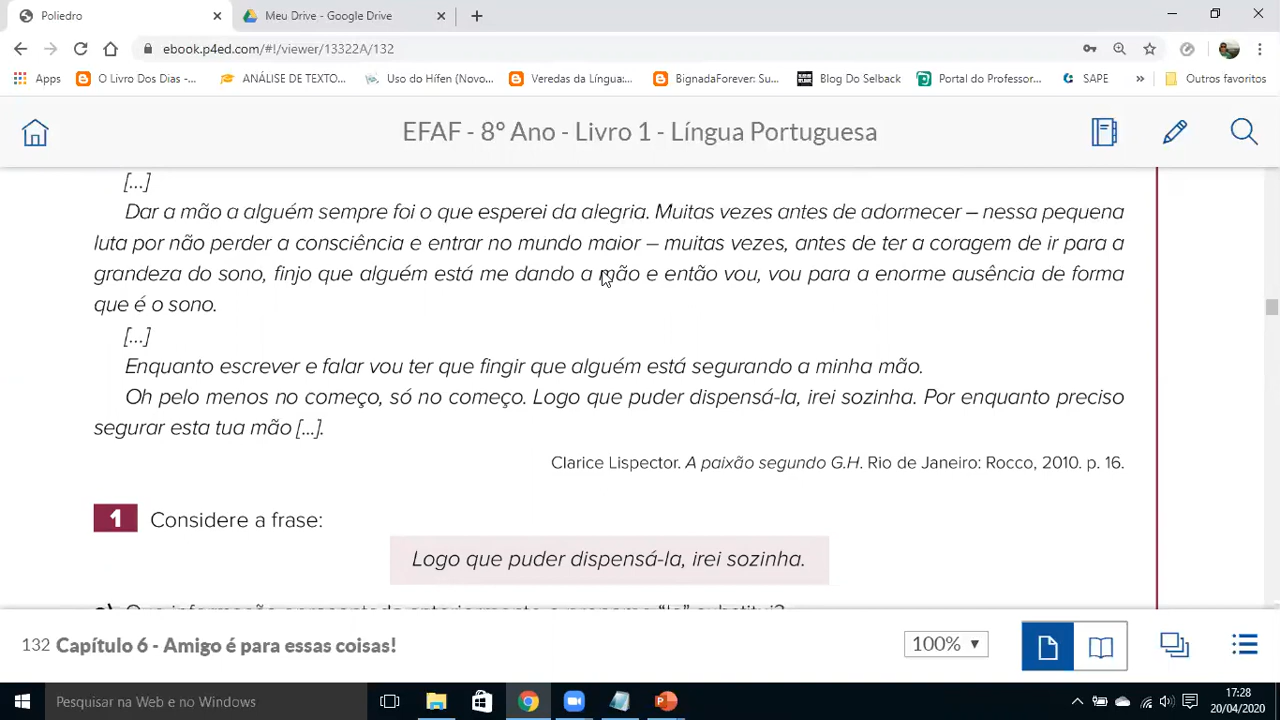 Poliedro
Meu Drive - Google Drive
ebook.p4ed.com/#!/viewer/13322A/132
Apps
O Livro Dos Dias -...
ANÁLISE DE TEXTO...
Uso do Hífen (Novo...
Veredas da Língua:...
BignadaForever: Su...
Blog Do Selback
Portal do Professor...
SAPE
»
Outros favoritos
EFAF - 8º Ano - Livro 1 - Língua Portuguesa
[...]
Dar a mão a alguém sempre foi o que esperei da alegria. Muitas vezes antes de adormecer – nessa pequena
luta por não perder a consciência e entrar no mundo maior – muitas vezes, antes de ter a coragem de ir para a
grandeza do sono, finjo que alguém está me dando a mão e então vou, vou para a enorme ausência de forma
que é o sono.
[...]
Enquanto escrever e falar vou ter que fingir que alguém está segurando a minha mão.
Oh pelo menos no começo, só no começo. Logo que puder dispensá-la, irei sozinha. Por enquanto preciso
segurar esta tua mão [...].
Clarice Lispector. A paixão segundo G.H. Rio de Janeiro: Rocco, 2010. p. 16.
1 Considere a frase:
Logo que puder dispensá-la, irei sozinha.
a) Que informação apresentada anteriormente o pronome “la” substitui?
132 Capítulo 6 - Amigo é para essas coisas!
100%
Pesquisar na Web e no Windows
17:28
20/04/2020